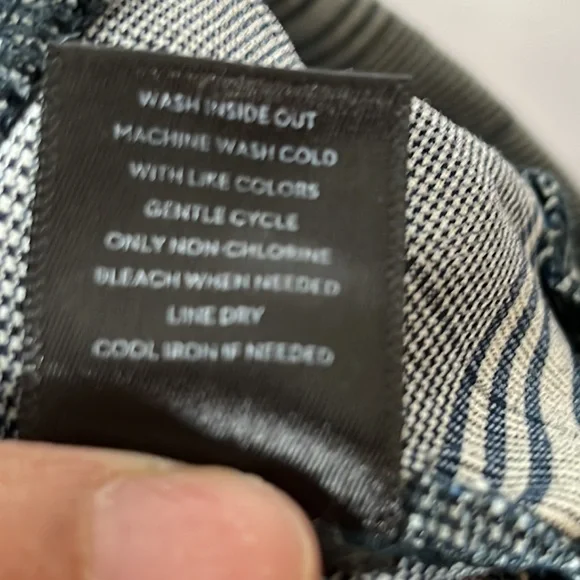 WASH INSIDE OUT
MACHINE WASH COLD
WITH LIKE COLORS
GENTLE CYCLE
ONLY NON-CHLORINE
BLEACH WHEN NEEDED
LINE DRY
COOL IRON IF NEEDED